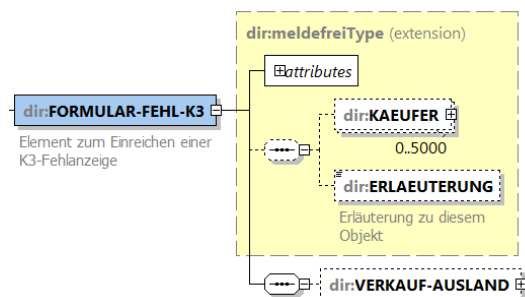 dir:meldefreiType (extension)
attributes
dir:FORMULAR-FEHL-K3
Element zum Einreichen einer
K3-Fehlanzeige
dir:KAEUFER
0..5000
dir:ERLAEUTERUNG
Erläuterung zu diesem
Objekt
dir:VERKAUF-AUSLAND